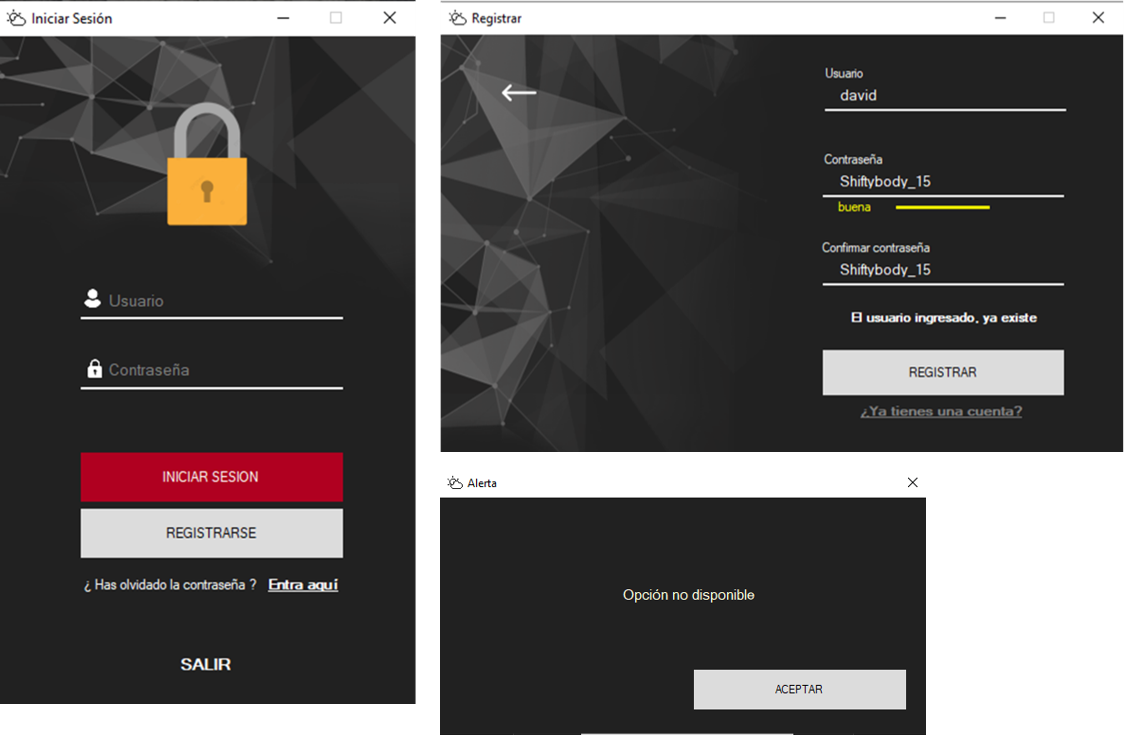 Iniciar Sesión
Usuario
Contraseña
INICIAR SESION
REGISTRARSE
¿ Has olvidado la contraseña ? Entra aquí
SALIR
Registrar
Usuario
david
Contraseña
Shiftybody_15
buena
Confirmar contraseña
Shiftybody_15
El usuario ingresado, ya existe
REGISTRAR
¿Ya tienes una cuenta?
Alerta
Opción no disponible
ACEPTAR